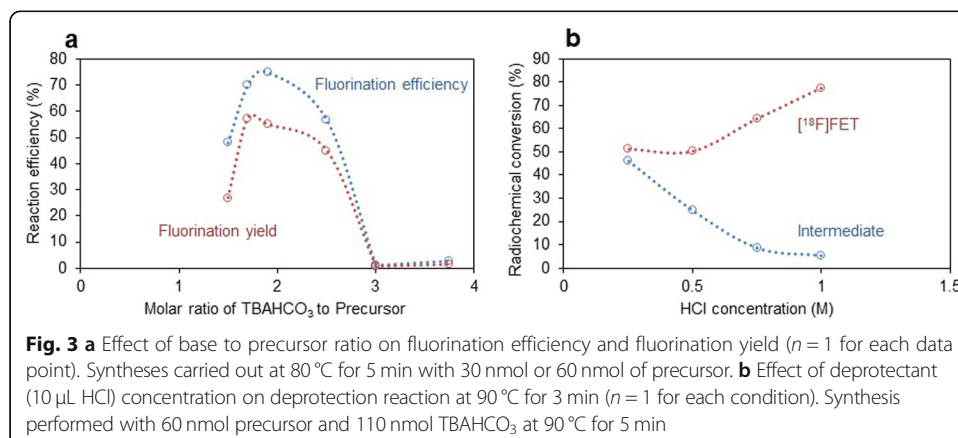 a
Reaction efficiency (%)
80
70
60
50
40
30
20
10
0
Fluorination efficiency
Fluorination yield
0 1 2 3 4
Molar ratio of TBAHCO₃ to Precursor
b
Radiochemical conversion (%)
90
80
70
60
50
40
30
20
10
0
[¹⁸F]FET
Intermediate
0 0.5 1 1.5
HCl concentration (M)
Fig. 3 a Effect of base to precursor ratio on fluorination efficiency and fluorination yield (n = 1 for each data
point). Syntheses carried out at 80 °C for 5 min with 30 nmol or 60 nmol of precursor. b Effect of deprotectant
(10 μL HCl) concentration on deprotection reaction at 90 °C for 3 min (n = 1 for each condition). Synthesis
performed with 60 nmol precursor and 110 nmol TBAHCO₃ at 90 °C for 5 min